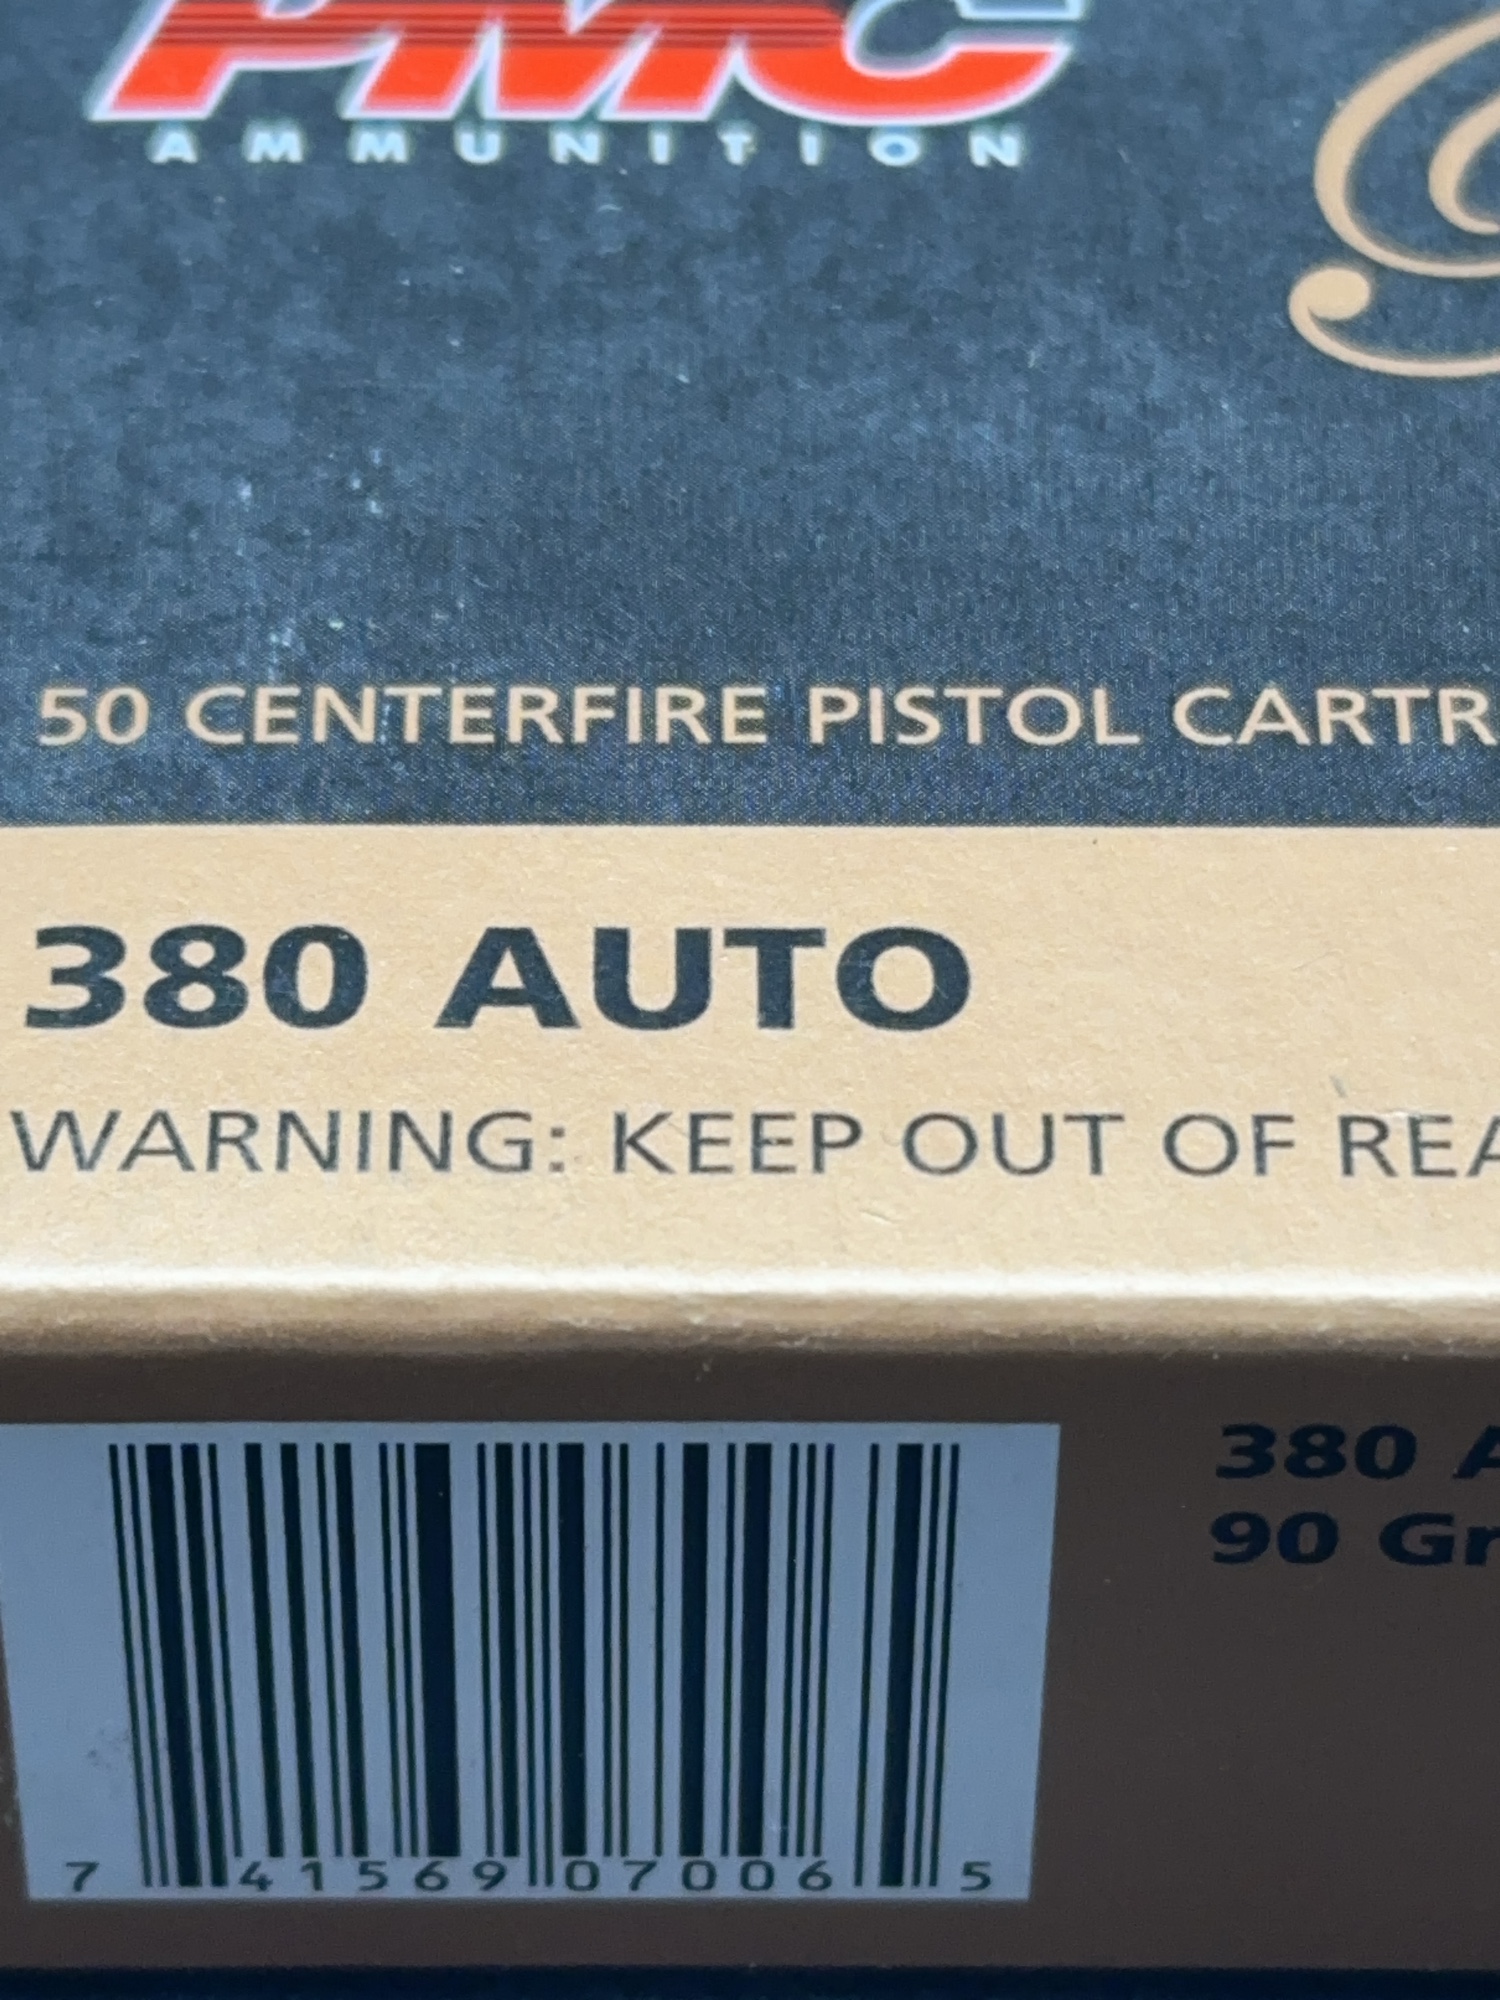 PMC
AMMUNITION
50 CENTERFIRE PISTOL CARTR
380 AUTO
WARNING: KEEP OUT OF REA
380 A
90 Gr
7 41569 07006 5